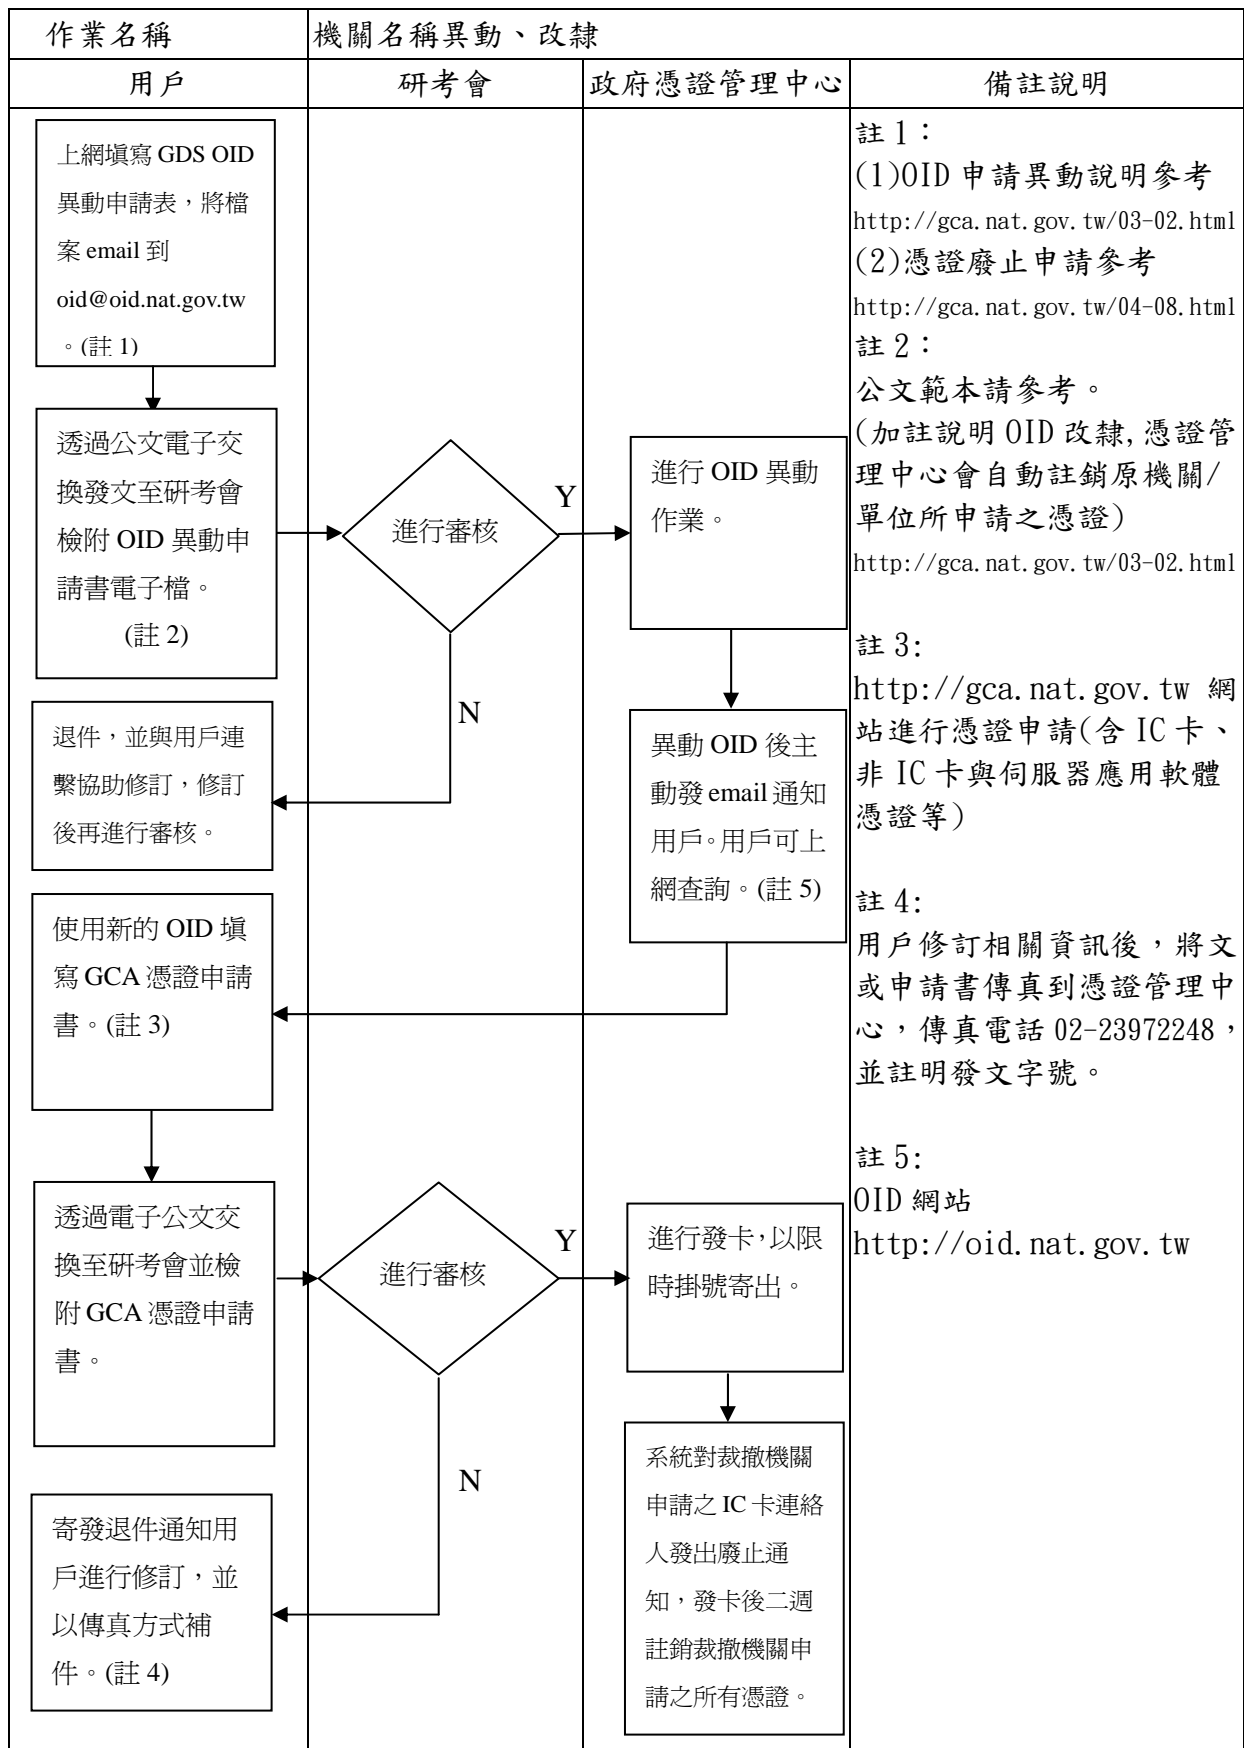 作業名稱
機關名稱異動、改隸
用戶
研考會
政府憑證管理中心
備註說明
上網填寫 GDS OID
異動申請表，將檔
案 email 到
oid@oid.nat.gov.tw
。(註 1)
透過公文電子交
換發文至研考會
檢附 OID 異動申
請書電子檔。
(註 2)
進行審核
Y
N
進行 OID 異動
作業。
退件，並與用戶連
繫協助修訂，修訂
後再進行審核。
異動 OID 後主
動發 email 通知
用戶。用戶可上
網查詢。(註 5)
使用新的 OID 填
寫 GCA 憑證申請
書。(註 3)
透過電子公文交
換至研考會並檢
附 GCA 憑證申請
書。
進行審核
Y
N
進行發卡，以限
時掛號寄出。
寄發退件通知用
戶進行修訂，並
以傳真方式補
件。(註 4)
系統對裁撤機關
申請之 IC 卡連絡
人發出廢止通
知，發卡後二週
註銷裁撤機關申
請之所有憑證。
註 1：
(1)OID 申請異動說明參考
http://gca.nat.gov.tw/03-02.html
(2)憑證廢止申請參考
http://gca.nat.gov.tw/04-08.html
註 2：
公文範本請參考。
(加註說明 OID 改隸,憑證管
理中心會自動註銷原機關/
單位所申請之憑證)
http://gca.nat.gov.tw/03-02.html
註 3:
http://gca.nat.gov.tw 網
站進行憑證申請(含 IC 卡、
非 IC 卡與伺服器應用軟體
憑證等)
註 4:
用戶修訂相關資訊後，將文
或申請書傳真到憑證管理中
心，傳真電話 02-23972248，
並註明發文字號。
註 5:
OID 網站
http://oid.nat.gov.tw